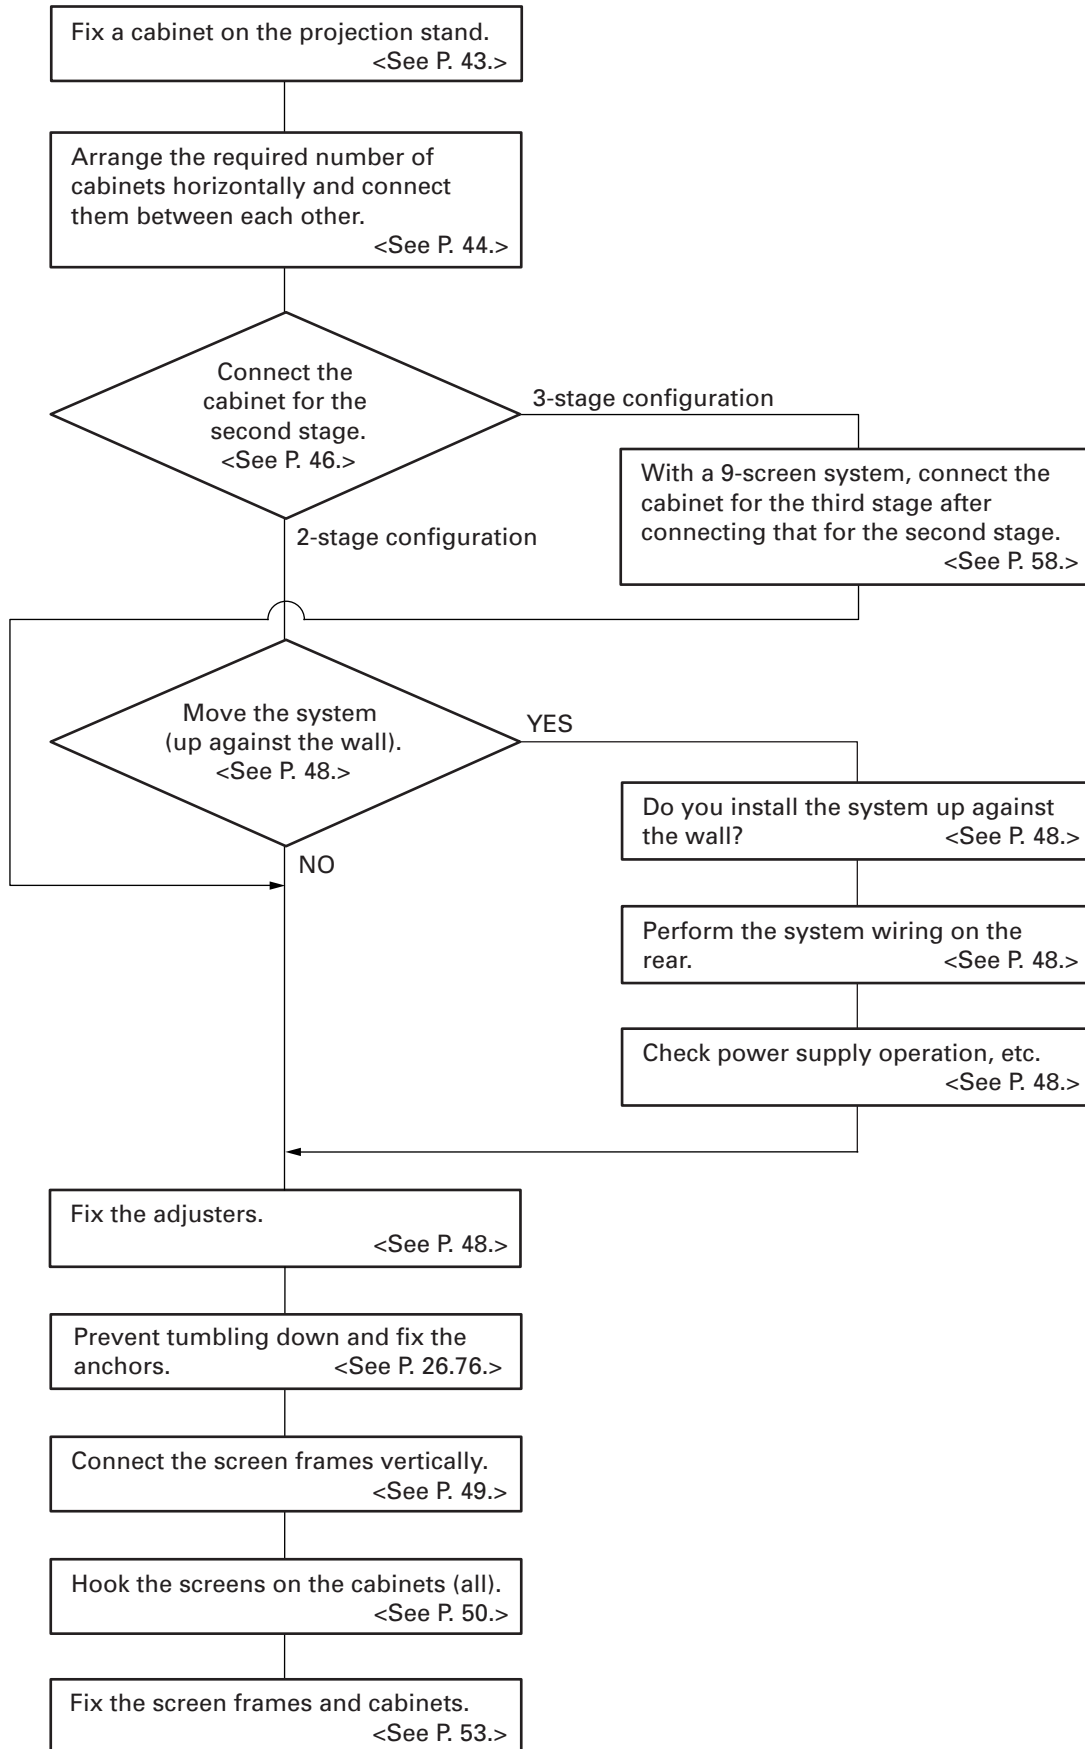 Fix a cabinet on the projection stand.
<See P. 43.>
Arrange the required number of
cabinets horizontally and connect
them between each other.
<See P. 44.>
Connect the
cabinet for the
second stage.
<See P. 46.>
3-stage configuration
With a 9-screen system, connect the
cabinet for the third stage after
connecting that for the second stage.
<See P. 58.>
2-stage configuration
Move the system
(up against the wall).
<See P. 48.>
YES
Do you install the system up against
the wall? <See P. 48.>
NO
Perform the system wiring on the
rear. <See P. 48.>
Check power supply operation, etc.
<See P. 48.>
Fix the adjusters.
<See P. 48.>
Prevent tumbling down and fix the
anchors. <See P. 26.76.>
Connect the screen frames vertically.
<See P. 49.>
Hook the screens on the cabinets (all).
<See P. 50.>
Fix the screen frames and cabinets.
<See P. 53.>